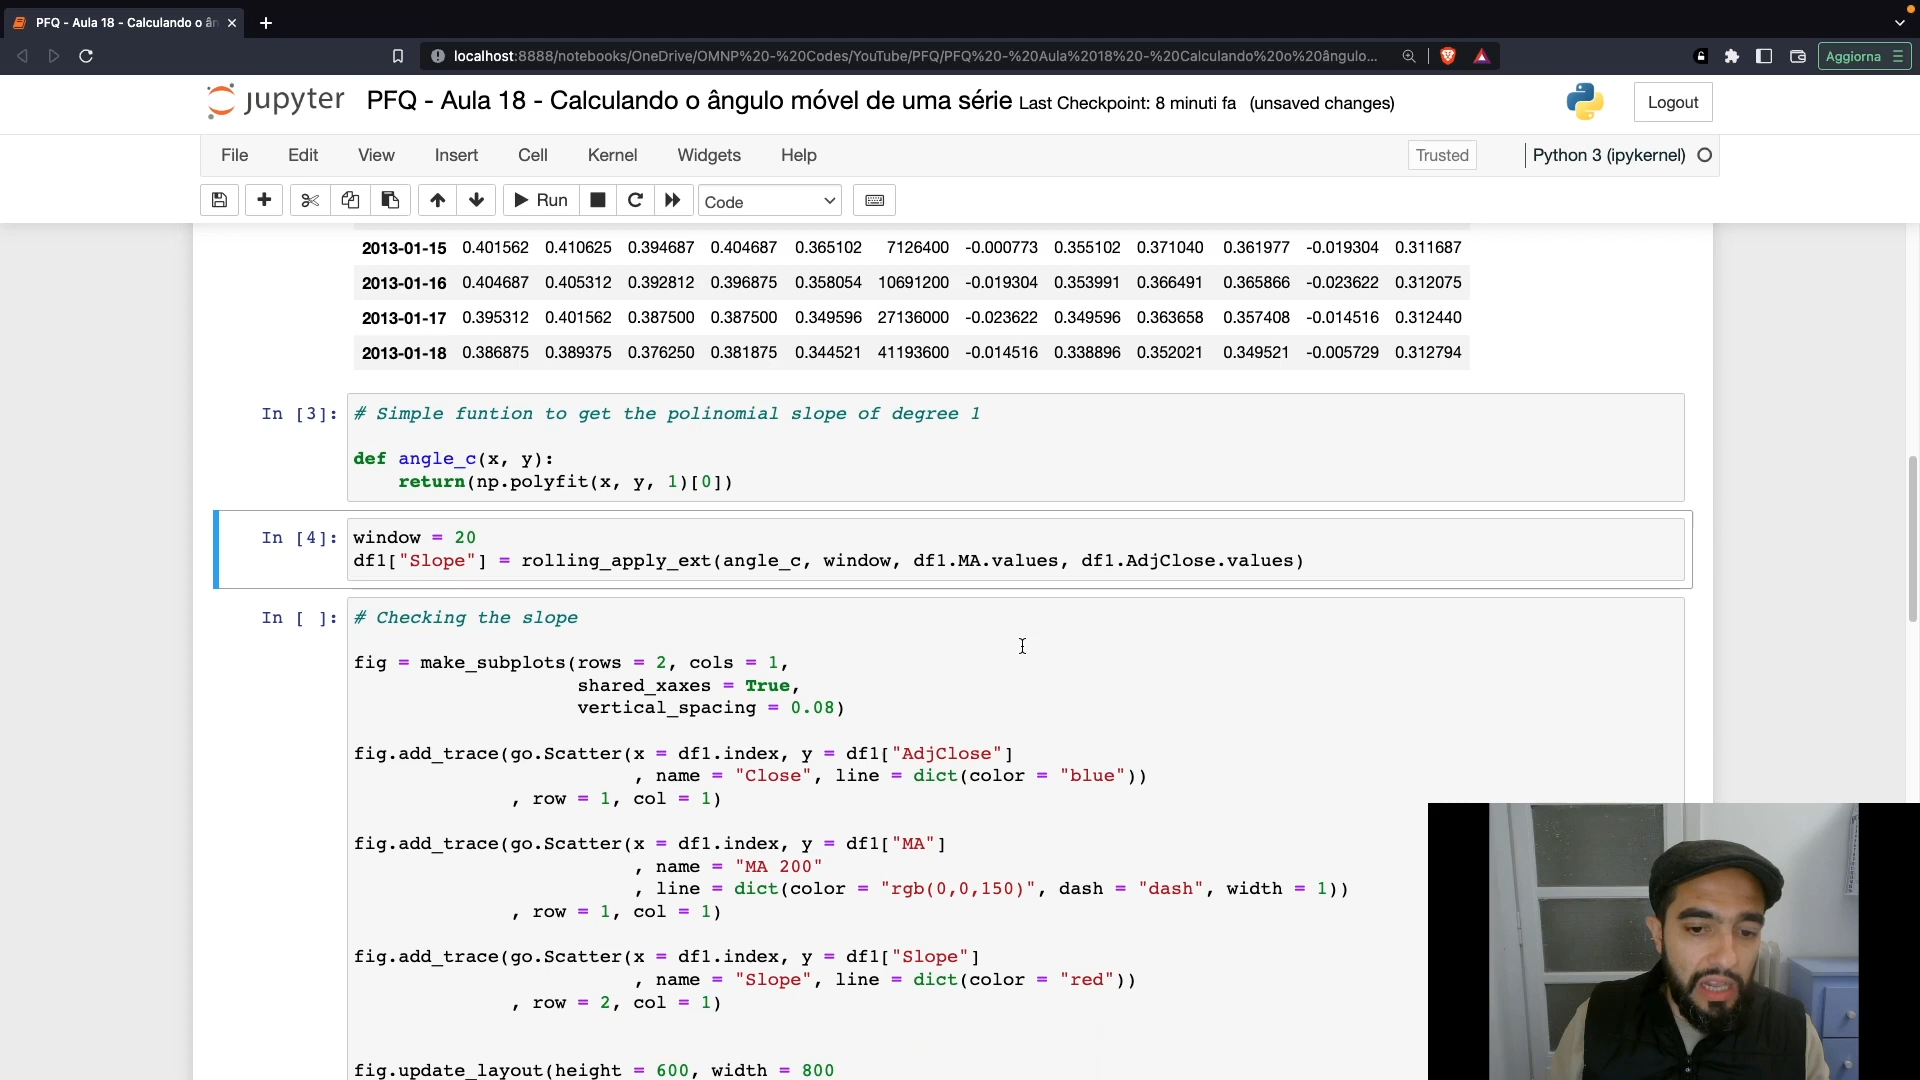 PFQ - Aula 18 - Calculando o ân
localhost:8888/notebooks/OneDrive/OMNP%20-%20Codes/YouTube/PFQ/PFQ%20-%20Aula%2018%20-%20Calculando%20o%20ângulo...
Aggiorna
jupyter PFQ - Aula 18 - Calculando o ângulo móvel de uma série Last Checkpoint: 8 minuti fa (unsaved changes)
Logout
File Edit View Insert Cell Kernel Widgets Help
Trusted
Python 3 (ipykernel)
Run
Code
2013-01-15 0.401562 0.410625 0.394687 0.404687 0.365102 7126400 -0.000773 0.355102 0.371040 0.361977 -0.019304 0.311687
2013-01-16 0.404687 0.405312 0.392812 0.396875 0.358054 10691200 -0.019304 0.353991 0.366491 0.365866 -0.023622 0.312075
2013-01-17 0.395312 0.401562 0.387500 0.387500 0.349596 27136000 -0.023622 0.349596 0.363658 0.357408 -0.014516 0.312440
2013-01-18 0.386875 0.389375 0.376250 0.381875 0.344521 41193600 -0.014516 0.338896 0.352021 0.349521 -0.005729 0.312794
In [3]: # Simple funtion to get the polinomial slope of degree 1
def angle_c(x, y):
return(np.polyfit(x, y, 1)[0])
In [4]: window = 20
df1["Slope"] = rolling_apply_ext(angle_c, window, df1.MA.values, df1.AdjClose.values)
In [ ]: # Checking the slope
fig = make_subplots(rows = 2, cols = 1,
shared_xaxes = True,
vertical_spacing = 0.08)
fig.add_trace(go.Scatter(x = df1.index, y = df1["AdjClose"]
, name = "Close", line = dict(color = "blue"))
, row = 1, col = 1)
fig.add_trace(go.Scatter(x = df1.index, y = df1["MA"]
, name = "MA 200"
, line = dict(color = "rgb(0,0,150)", dash = "dash", width = 1))
, row = 1, col = 1)
fig.add_trace(go.Scatter(x = df1.index, y = df1["Slope"]
, name = "Slope", line = dict(color = "red"))
, row = 2, col = 1)
fig.update_layout(height = 600, width = 800